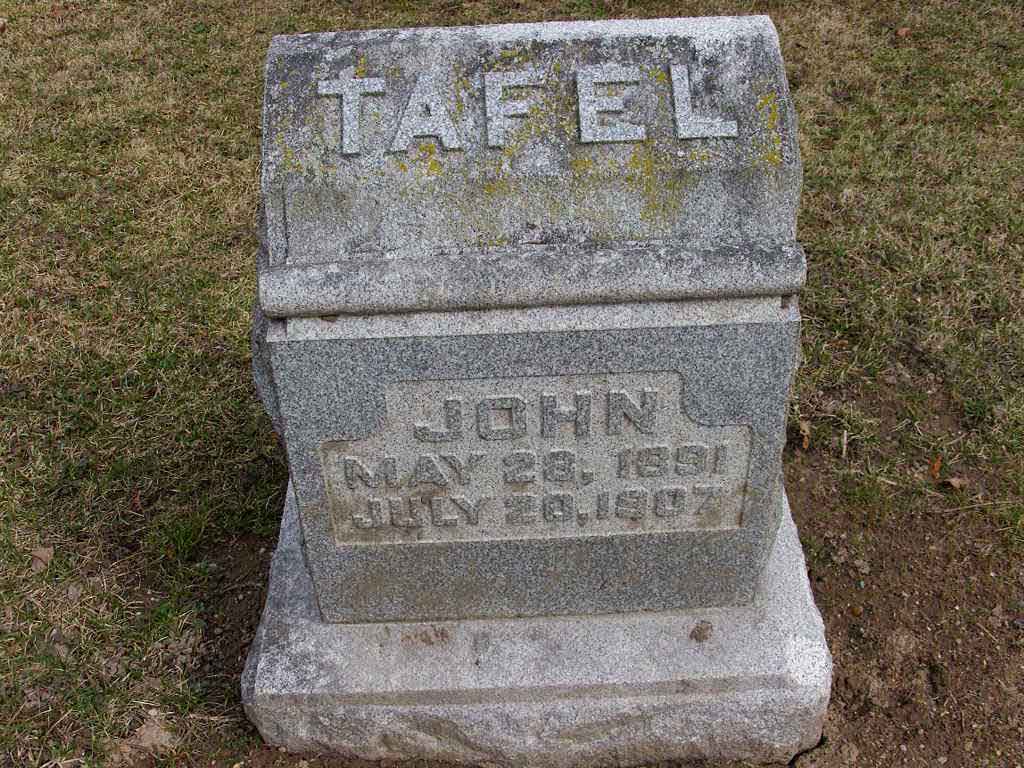 TAFEL
JOHN
MAY 28, 1891
JULY 20, 1907